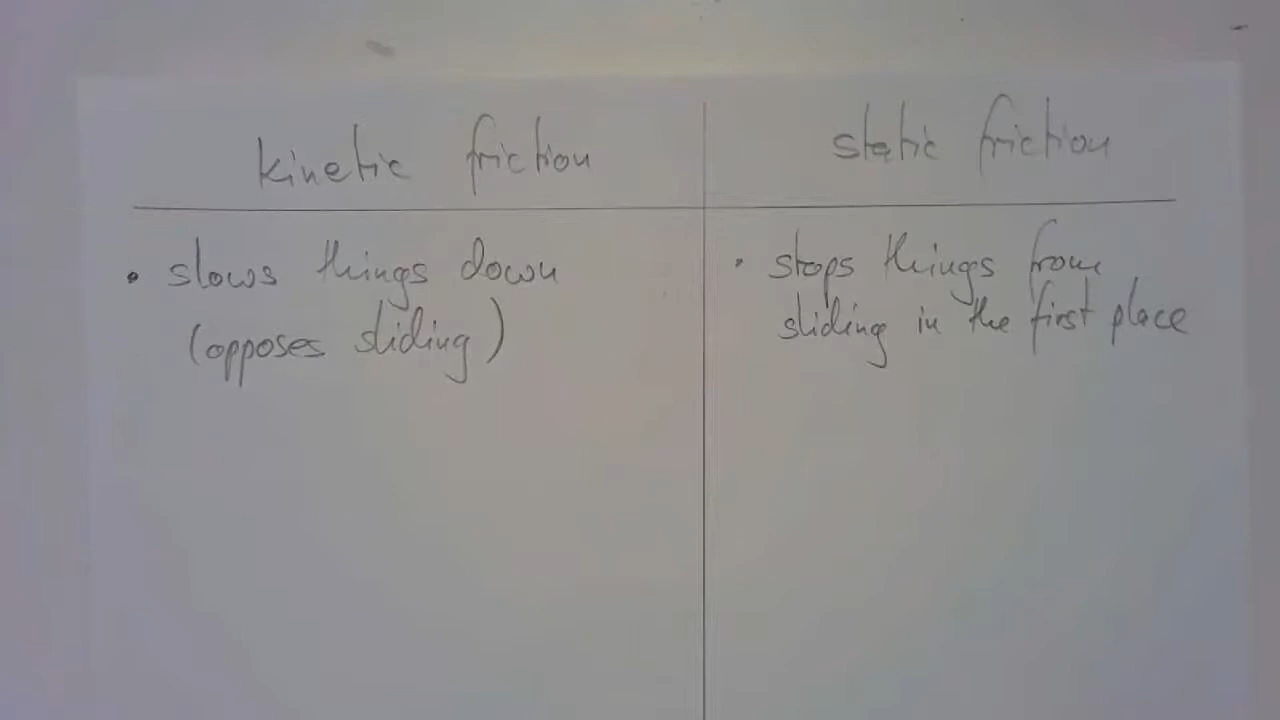 kinetic friction
static friction
• slows things down
(opposes sliding)
• stops things from
sliding in the first place